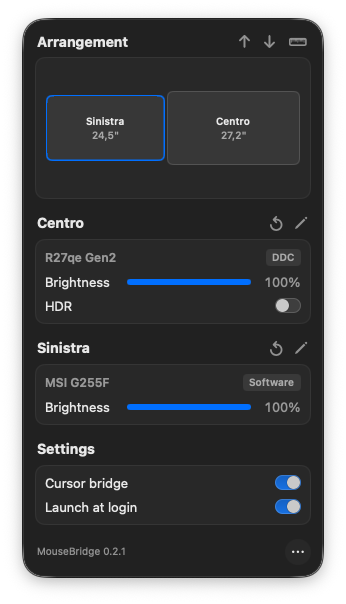 Arrangement
Sinistra
24,5"
Centro
27,2"
Centro
R27qe Gen2 DDC
Brightness 100%
HDR
Sinistra
MSI G255F Software
Brightness 100%
Settings
Cursor bridge
Launch at login
MouseBridge 0.2.1